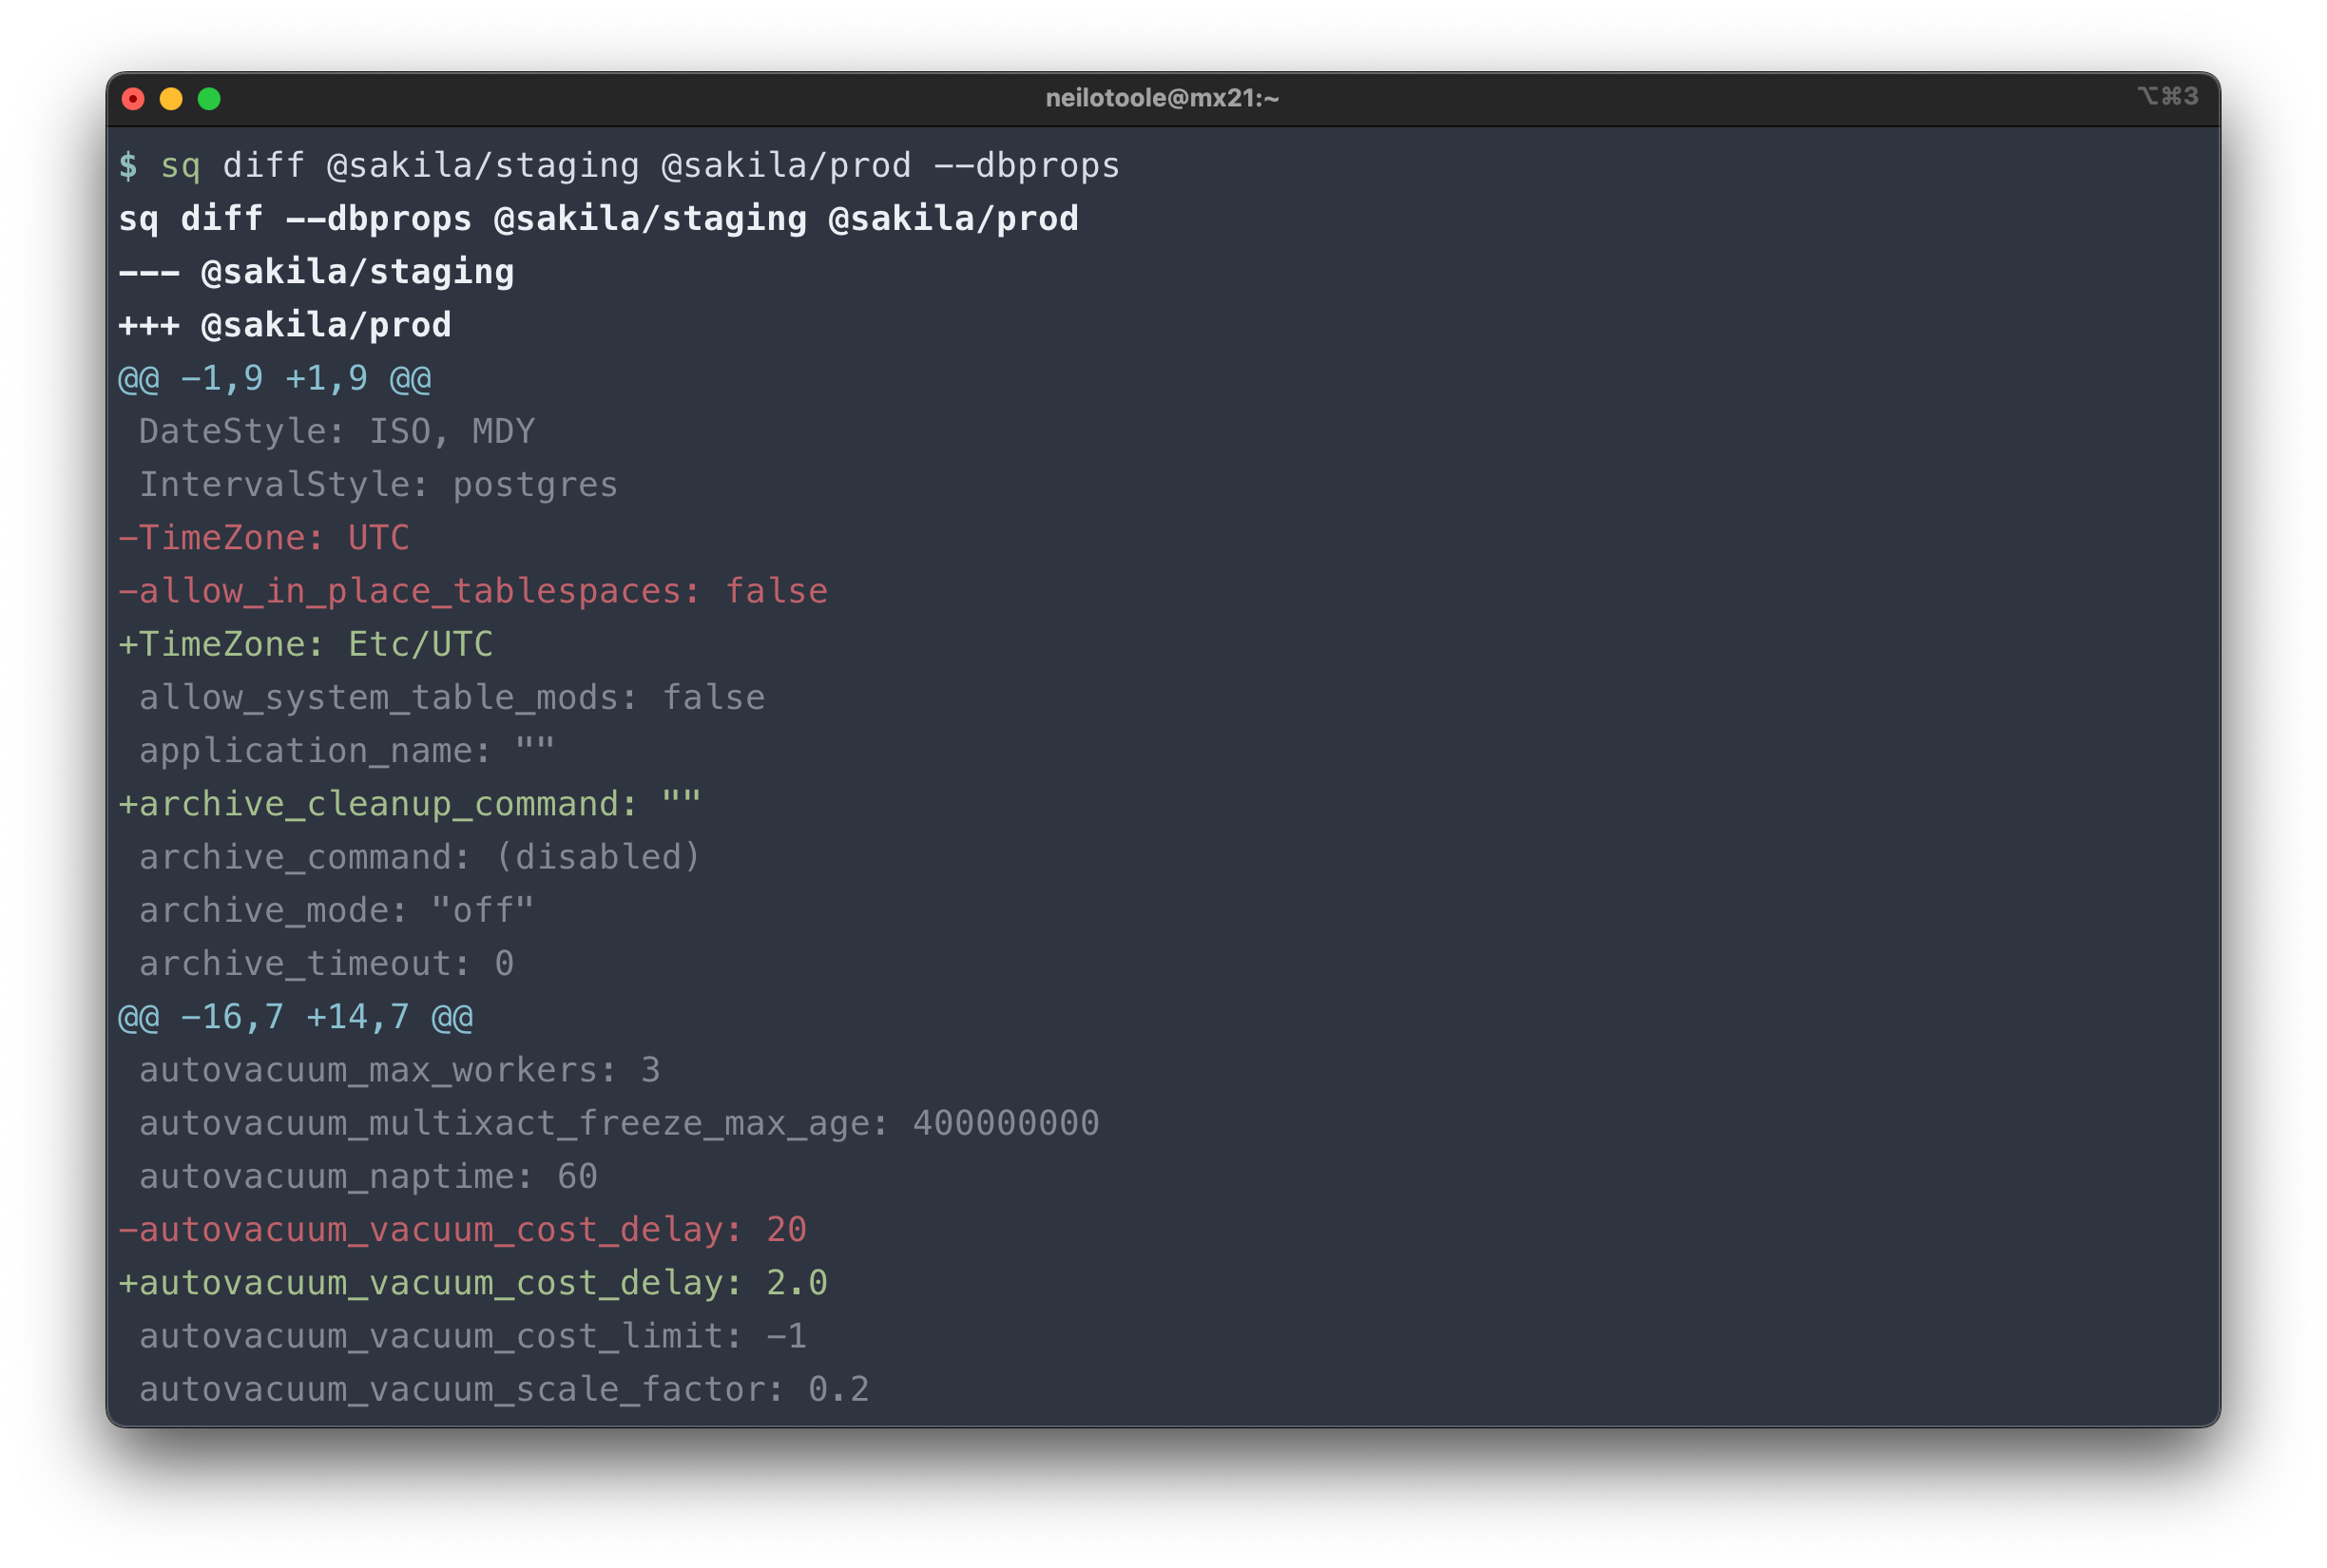 neilotoole@mx21:~
⌥⌘3
$ sq diff @sakila/staging @sakila/prod --dbprops
sq diff --dbprops @sakila/staging @sakila/prod
--- @sakila/staging
+++ @sakila/prod
@@ -1,9 +1,9 @@
 DateStyle: ISO, MDY
 IntervalStyle: postgres
-TimeZone: UTC
-allow_in_place_tablespaces: false
+TimeZone: Etc/UTC
 allow_system_table_mods: false
 application_name: ""
+archive_cleanup_command: ""
 archive_command: (disabled)
 archive_mode: "off"
 archive_timeout: 0
@@ -16,7 +14,7 @@
 autovacuum_max_workers: 3
 autovacuum_multixact_freeze_max_age: 400000000
 autovacuum_naptime: 60
-autovacuum_vacuum_cost_delay: 20
+autovacuum_vacuum_cost_delay: 2.0
 autovacuum_vacuum_cost_limit: -1
 autovacuum_vacuum_scale_factor: 0.2